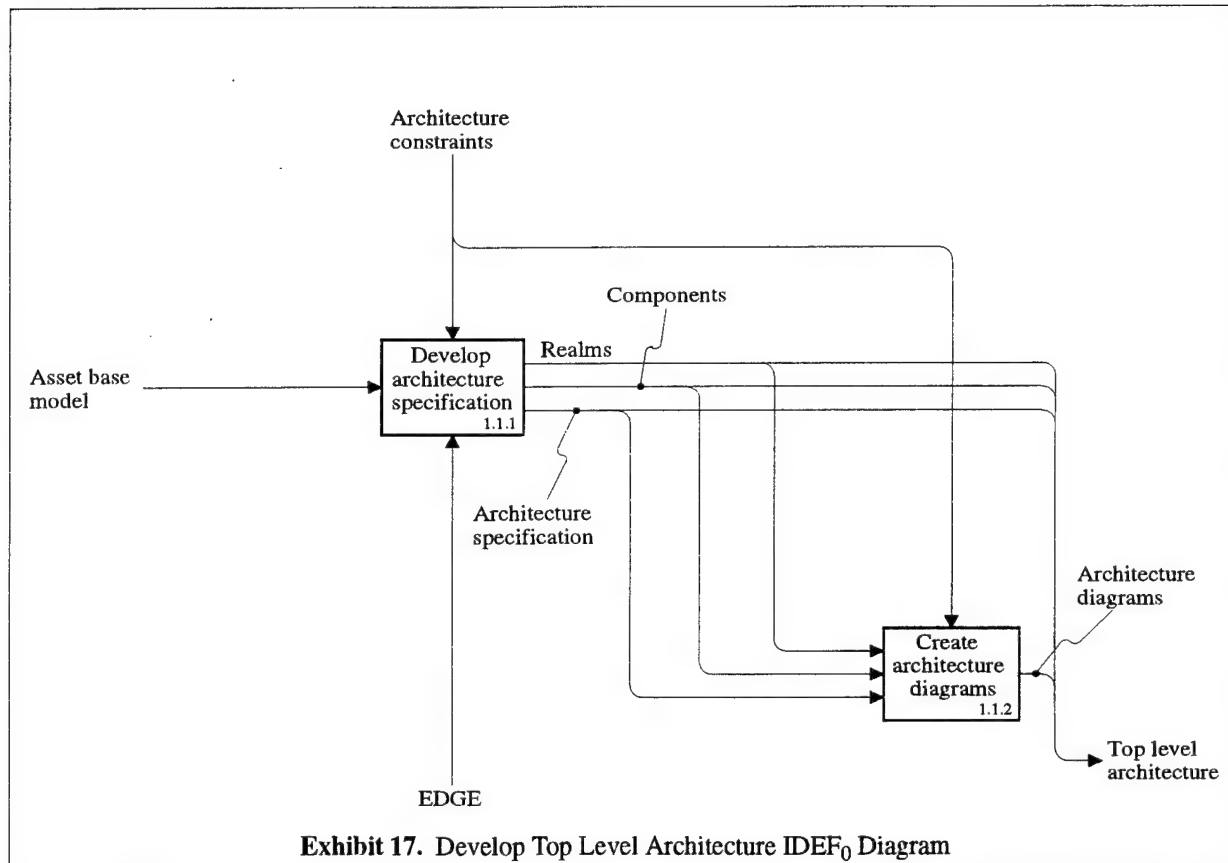 Architecture
constraints
Components
Realms
Develop
architecture
specification
1.1.1
Asset base
model
Architecture
specification
Architecture
diagrams
Create
architecture
diagrams
1.1.2
Top level
architecture
EDGE
Exhibit 17. Develop Top Level Architecture IDEF0 Diagram